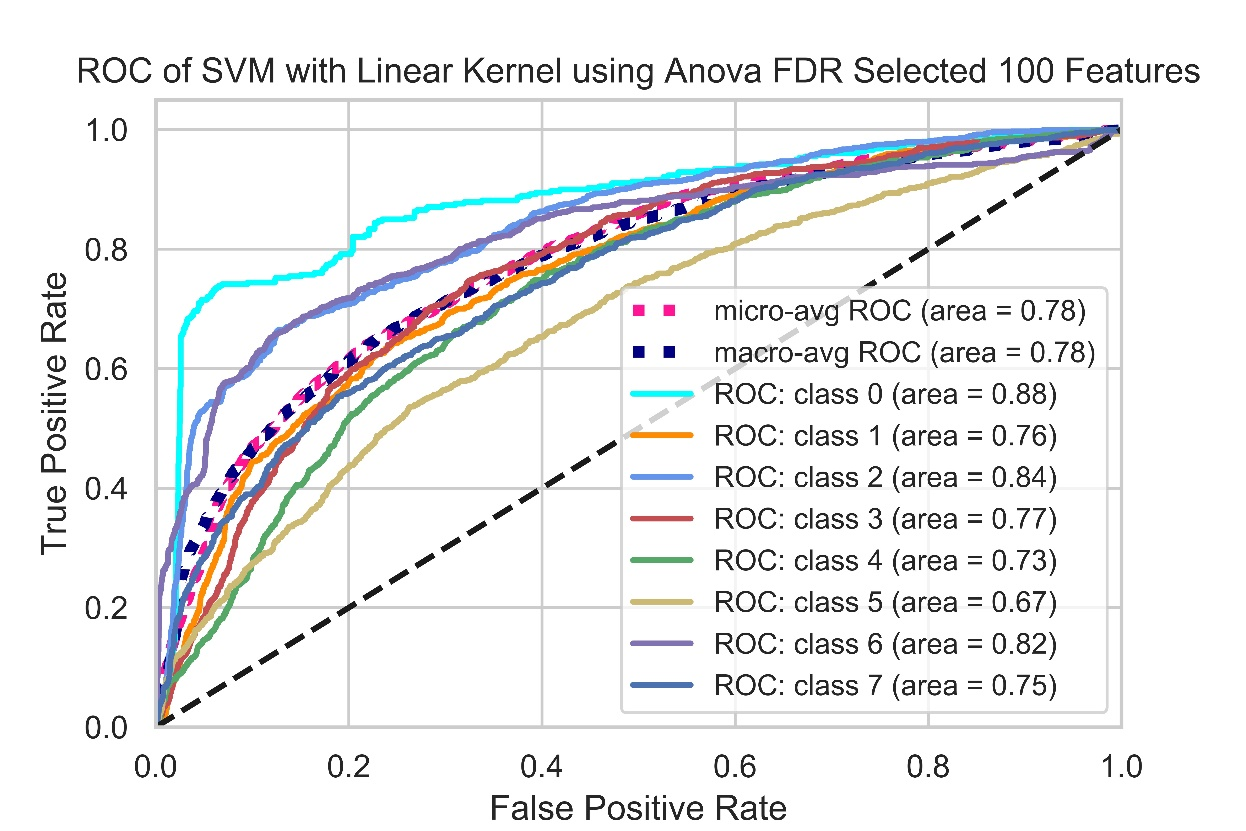 ROC of SVM with Linear Kernel using Anova FDR Selected 100 Features
1.0
0.8
0.6
0.4
0.2
0.0
True Positive Rate
micro-avg ROC (area = 0.78)
macro-avg ROC (area = 0.78)
ROC: class 0 (area = 0.88)
ROC: class 1 (area = 0.76)
ROC: class 2 (area = 0.84)
ROC: class 3 (area = 0.77)
ROC: class 4 (area = 0.73)
ROC: class 5 (area = 0.67)
ROC: class 6 (area = 0.82)
ROC: class 7 (area = 0.75)
0.0 0.2 0.4 0.6 0.8 1.0
False Positive Rate